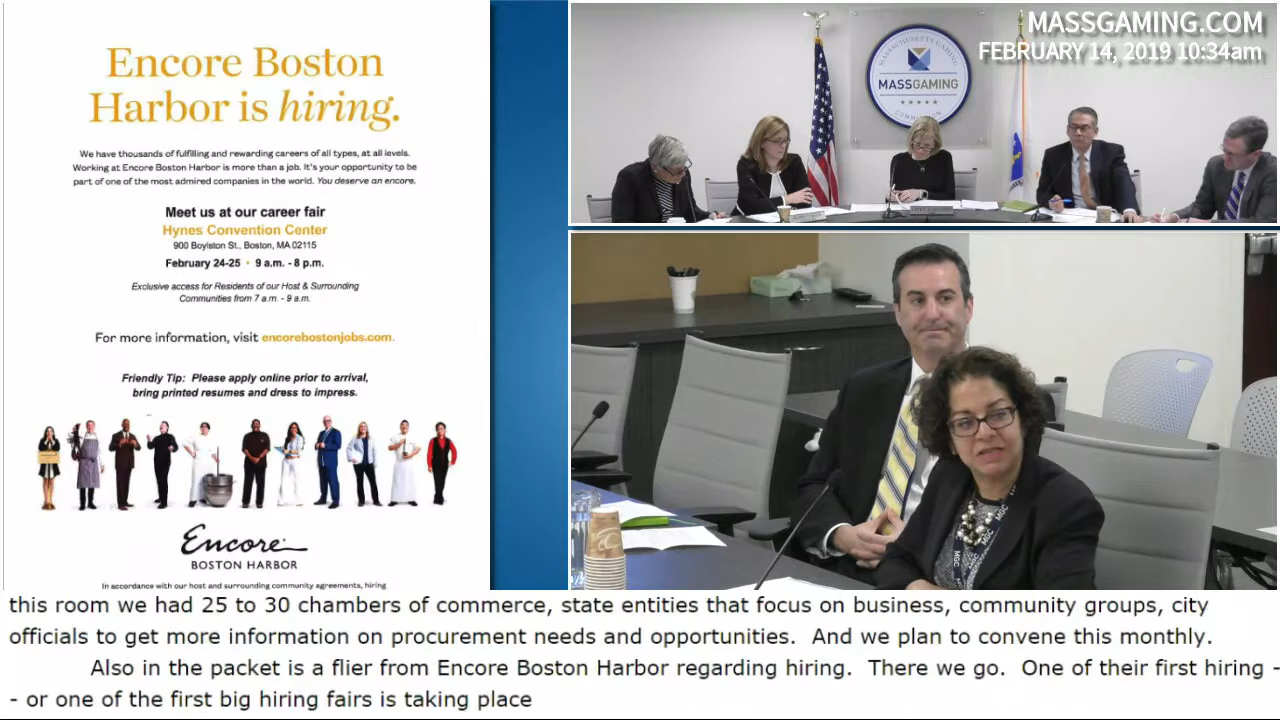 Encore Boston
Harbor is hiring.
We have thousands of fulfilling and rewarding careers of all types, at all levels.
Working at Encore Boston Harbor is more than a job. It's your opportunity to be
part of one of the most admired companies in the world. You deserve an encore.
Meet us at our career fair
Hynes Convention Center
900 Boylston St., Boston, MA 02115
February 24-25 • 9 a.m. - 8 p.m.
Exclusive access for Residents of our Host & Surrounding
Communities from 7 a.m. - 9 a.m.
For more information, visit encorebostonjobs.com.
Friendly Tip: Please apply online prior to arrival,
bring printed resumes and dress to impress.
Encore
BOSTON HARBOR
In accordance with our host and surrounding community agreements, hiring
MASSGAMING.COM
FEBRUARY 14, 2019 10:34am
MASSACHUSETTS GAMING
MASSGAMING
COMMISSION
MGC
MGC
MGC
this room we had 25 to 30 chambers of commerce, state entities that focus on business, community groups, city
officials to get more information on procurement needs and opportunities. And we plan to convene this monthly.
Also in the packet is a flier from Encore Boston Harbor regarding hiring. There we go. One of their first hiring -
- or one of the first big hiring fairs is taking place